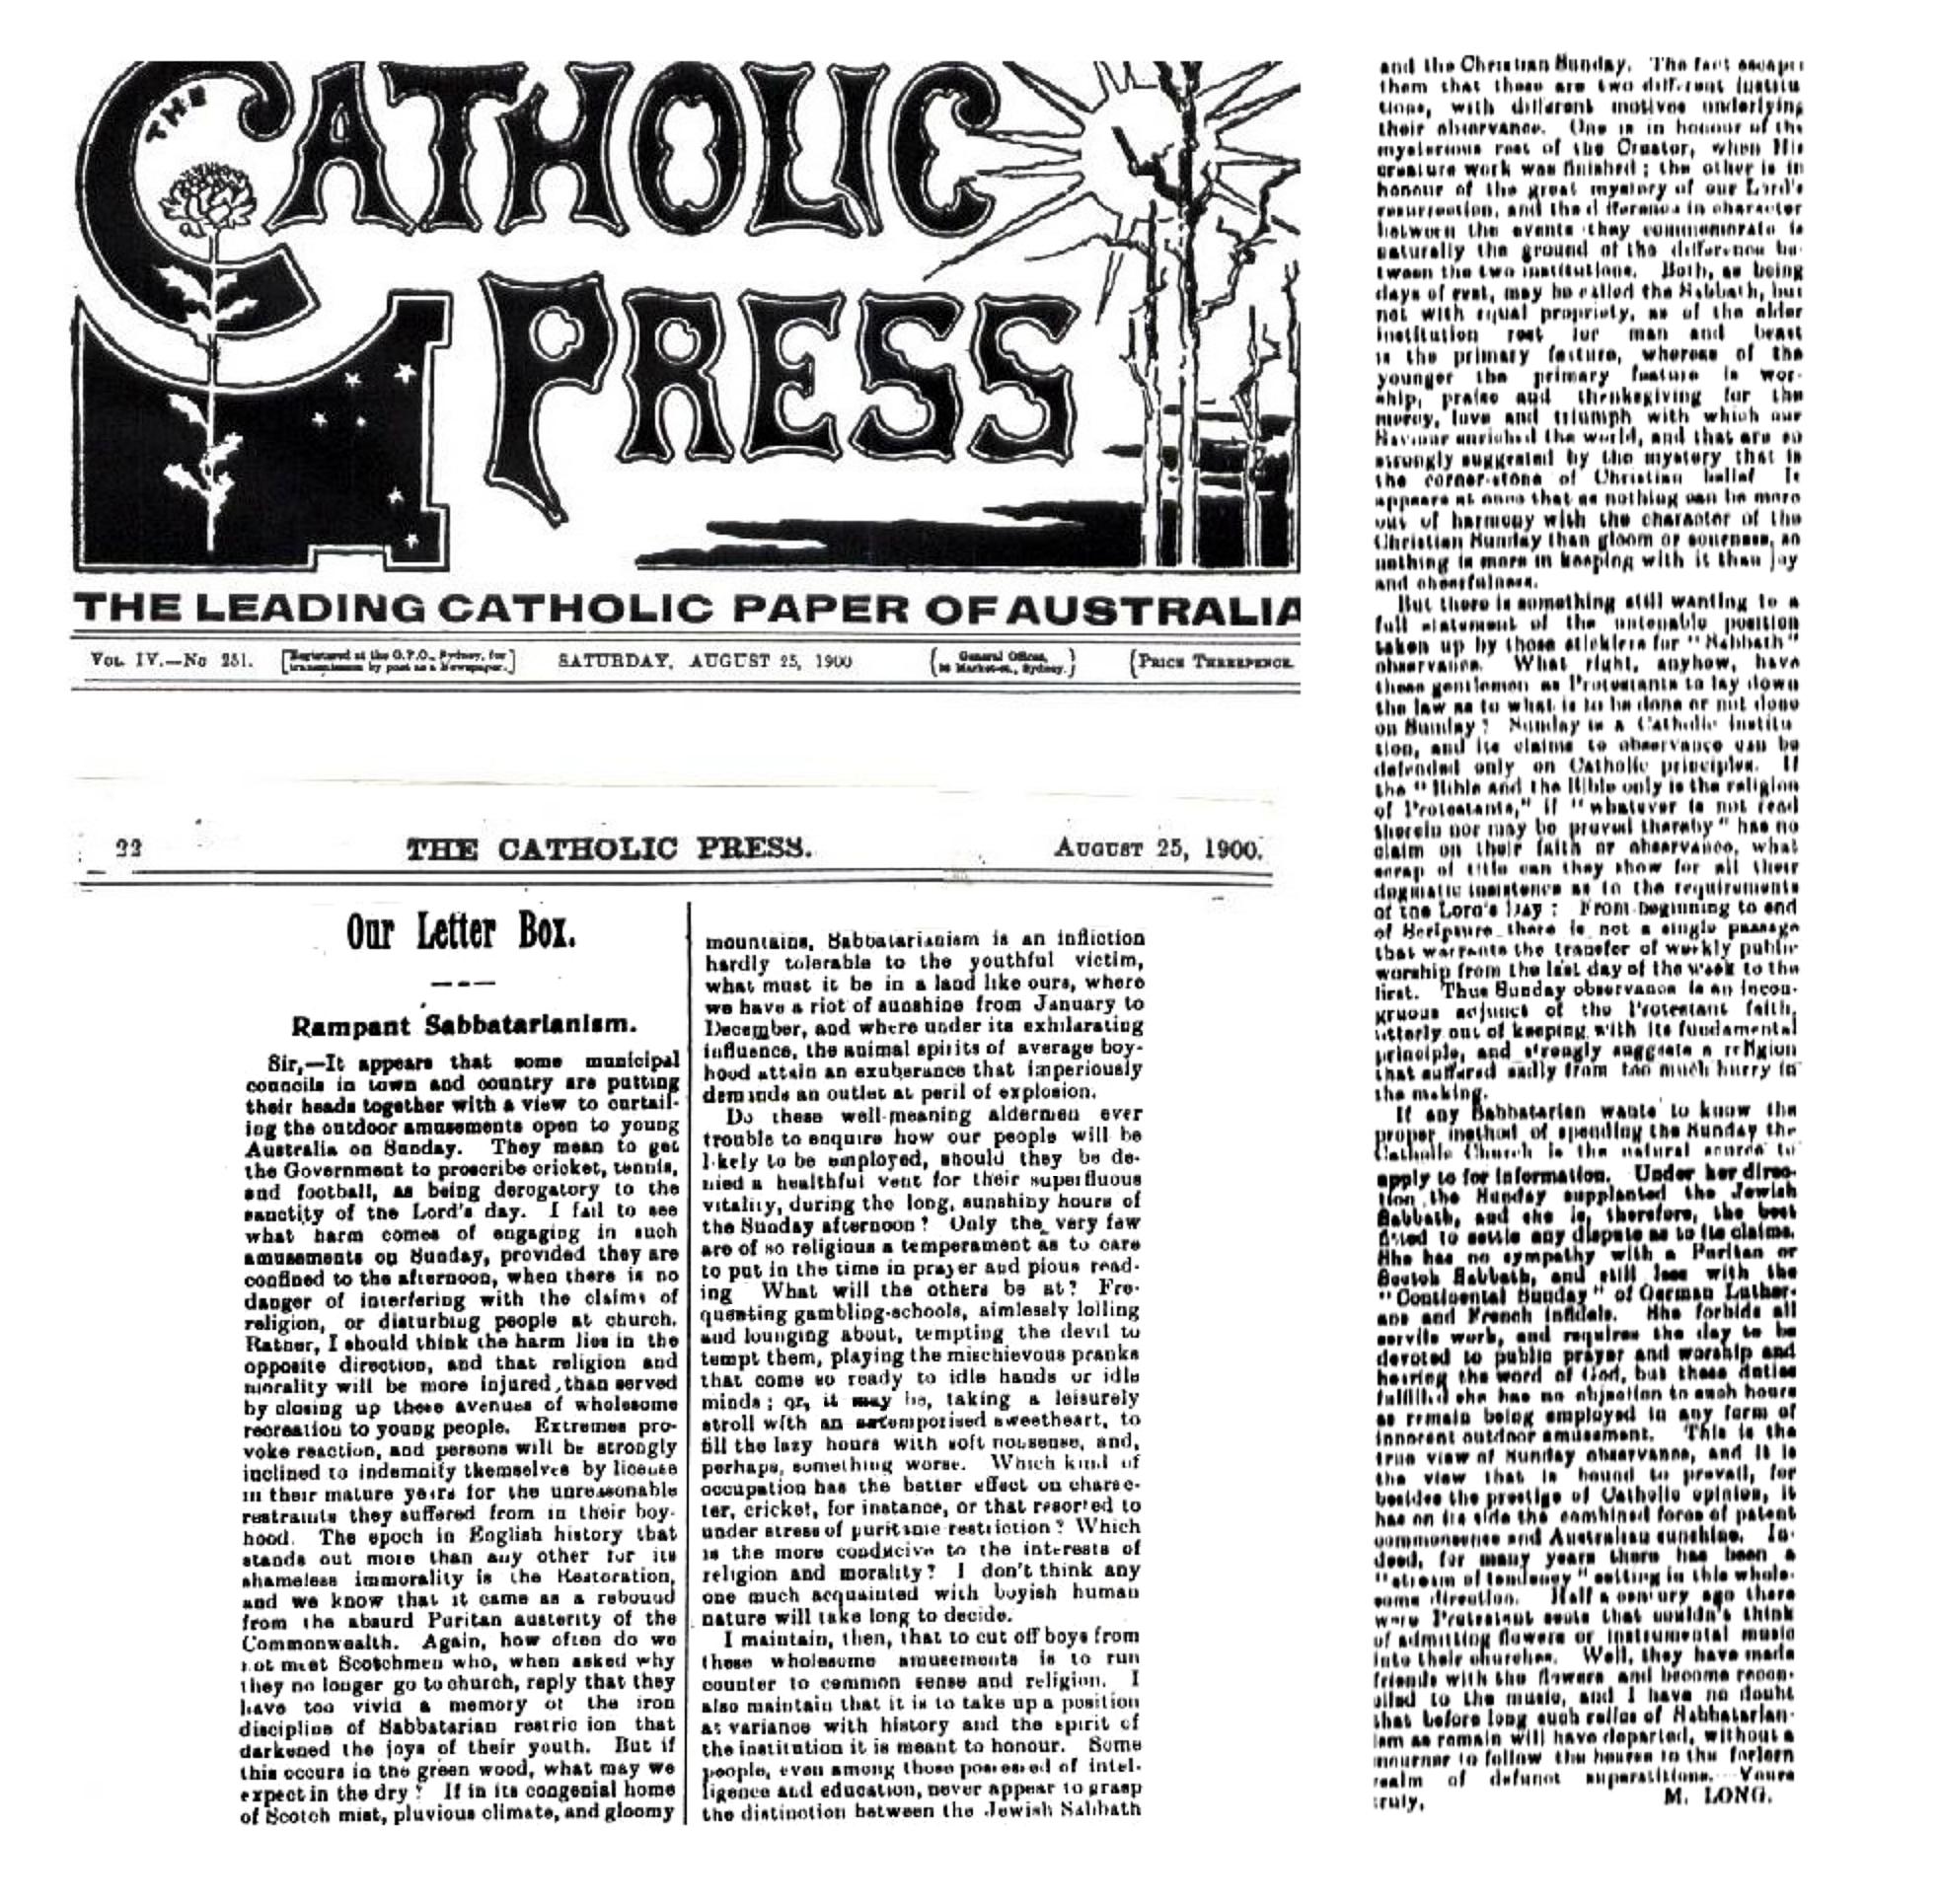 THE
CATHOLIC
PRESS
THE LEADING CATHOLIC PAPER OF AUSTRALIA
VOL. IV.—No 251.
[Registered at the G.P.O., Sydney, for
transmission by post as a Newspaper.]
SATURDAY, AUGUST 25, 1900
{General Offices,
Market-st., Sydney.}
{PRICE THREEPENCE
22
THE CATHOLIC PRESS.
AUGUST 25, 1900.
Our Letter Box.
Rampant Sabbatarianism.
Sir,—It appears that some municipal
councils in town and country are putting
their heads together with a view to curtail-
ing the outdoor amusements open to young
Australia on Sunday. They mean to get
the Government to proscribe cricket, tennis,
and football, as being derogatory to the
sanctity of the Lord's day. I fail to see
what harm comes of engaging in such
amusements on Sunday, provided they are
confined to the afternoon, when there is no
danger of interfering with the claims of
religion, or disturbing people at church.
Rather, I should think the harm lies in the
opposite direction, and that religion and
morality will be more injured than served
by closing up these avenues of wholesome
recreation to young people. Extremes pro-
voke reaction, and persons will be strongly
inclined to indemnify themselves by license
in their mature years for the unreasonable
restraints they suffered from in their boy-
hood. The epoch in English history that
stands out more than any other for its
shameless immorality is the Restoration,
and we know that it came as a rebound
from the absurd Puritan austerity of the
Commonwealth. Again, how often do we
not meet Scotchmen who, when asked why
they no longer go to church, reply that they
have too vivid a memory of the iron
discipline of Sabbatarian restric ion that
darkened the joys of their youth. But if
this occurs in the green wood, what may we
expect in the dry? If in its congenial home
of Scotch mist, pluvious climate, and gloomy
mountains, Sabbatarianism is an infliction
hardly tolerable to the youthful victim,
what must it be in a land like ours, where
we have a riot of sunshine from January to
December, and where under its exhilarating
influence, the animal spirits of average boy-
hood attain an exuberance that imperiously
demands an outlet at peril of explosion.
Do these well-meaning aldermen ever
trouble to enquire how our people will be
likely to be employed, should they be de-
nied a healthful vent for their superfluous
vitality, during the long, sunshiny hours of
the Sunday afternoon? Only the very few
are of so religious a temperament as to care
to put in the time in prayer and pious read-
ing What will the others be at? Fre-
quenting gambling-schools, aimlessly lolling
and lounging about, tempting the devil to
tempt them, playing the mischievous pranks
that come so ready to idle hands or idle
minds; or, it may be, taking a leisurely
stroll with an extemporised sweetheart, to
fill the lazy hours with soft nonsense, and,
perhaps, something worse. Which kind of
occupation has the better effect on charac-
ter, cricket, for instance, or that resorted to
under stress of puritanic restriction? Which
is the more conducive to the interests of
religion and morality? I don't think any
one much acquainted with boyish human
nature will take long to decide.
I maintain, then, that to cut off boys from
these wholesome amusements is to run
counter to common sense and religion. I
also maintain that it is to take up a position
at variance with history and the spirit of
the institution it is meant to honour. Some
people, even among those possessed of intel-
ligence and education, never appear to grasp
the distinction between the Jewish Sabbath
and the Christian Sunday. The fact escapes
them that these are two different institu
tions, with different motives underlying
their observance. One is in honour of the
mysterious rest of the Creator, when His
creature work was finished; the other is in
honour of the great mystery of our Lord's
resurrection, and the d fference in character
between the events they commemorate is
naturally the ground of the difference be-
tween the two institutions. Both, as being
days of rest, may be called the Sabbath, but
not with equal propriety, as of the older
institution rest for man and beast
is the primary feature, whereas of the
younger the primary feature is wor-
ship, praise and thanksgiving for the
mercy, love and triumph with which our
Saviour enriched the world, and that are so
strongly suggested by the mystery that is
the corner-stone of Christian belief It
appears at once that as nothing can be more
out of harmony with the character of the
Christian Sunday than gloom or sourness, so
nothing is more in keeping with it than joy
and cheerfulness.
But there is something still wanting to a
full statement of the untenable position
taken up by those sticklers for "Sabbath"
observance. What right, anyhow, have
these gentlemen as Protestants to lay down
the law as to what is to be done or not done
on Sunday? Sunday is a Catholic institu
tion, and its claims to observance can be
defended only on Catholic principles. If
the "Bible and the Bible only is the religion
of Protestants," if "whatever is not read
therein nor may be proved thereby" has no
claim on their faith or observance, what
scrap of title can they show for all their
dogmatic insistence as to the requirements
of the Lord's Day? From beginning to end
of Scripture there is not a single passage
that warrants the transfer of weekly public
worship from the last day of the week to the
first. Thus Sunday observance is an incon-
gruous adjunct of the Protestant faith,
utterly out of keeping with its fundamental
principle, and strongly suggests a religion
that suffered sadly from too much hurry in
the making.
If any Sabbatarian wants to know the
proper method of spending the Sunday the
Catholic Church is the natural source to
apply to for information. Under her direc-
tion the Sunday supplanted the Jewish
Sabbath, and she is, therefore, the best
fitted to settle any dispute as to its claims.
She has no sympathy with a Puritan or
Scotch Sabbath, and still less with the
"Continental Sunday" of German Luther-
ans and French infidels. She forbids all
servile work, and requires the day to be
devoted to public prayer and worship and
hearing the word of God, but these duties
fulfilled she has no objection to such hours
as remain being employed in any form of
innocent outdoor amusement. This is the
true view of Sunday observance, and it is
the view that is bound to prevail, for
besides the prestige of Catholic opinion, it
has on its side the combined force of patent
commonsense and Australian sunshine. In-
deed, for many years there has been a
"stream of tendency" setting in this whole-
some direction. Half a century ago there
were Protestant sects that wouldn't think
of admitting flowers or instrumental music
into their churches. Well, they have made
friends with the flowers and become recon-
ciled to the music, and I have no doubt
that before long such relics of Sabbatarian-
ism as remain will have departed, without a
mourner to follow the hearse to the forlorn
realm of defunct superstitions. Yours
truly, M. LONG.